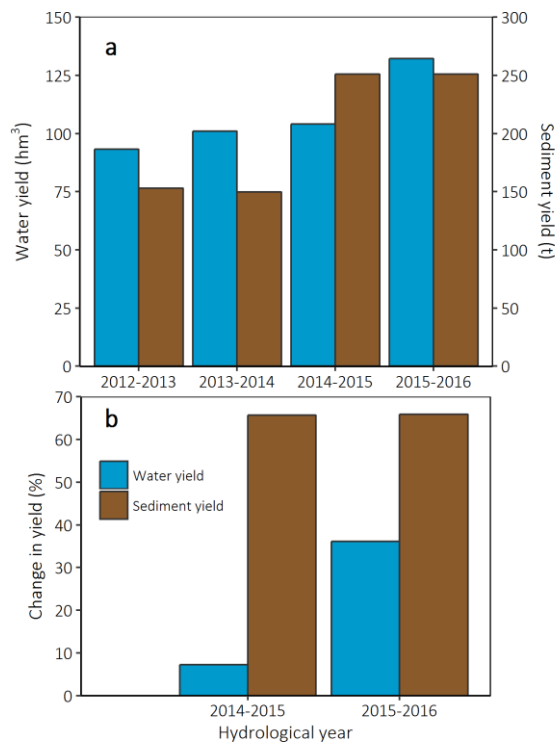 a
Water yield (hm³)
150
125
100
75
50
25
0
Sediment yield (t)
300
250
200
150
100
50
0
2012-2013 2013-2014 2014-2015 2015-2016
b
Change in yield (%)
70
60
50
40
30
20
10
0
Water yield
Sediment yield
2014-2015 2015-2016
Hydrological year